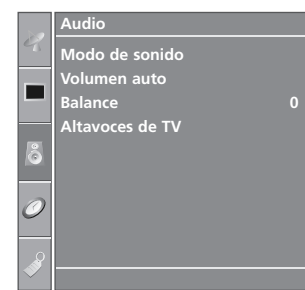 Audio
Modo de sonido
Volumen auto
Balance 0
Altavoces de TV